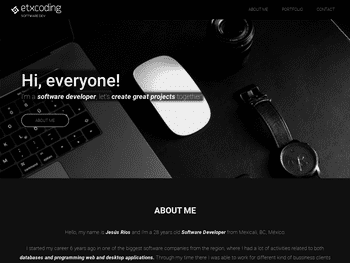 etxcoding
SOFTWARE DEV
ABOUT ME
PORTFOLIO
CONTACT
Hi, everyone!
I'm a software developer, let's create great projects together
ABOUT ME
ABOUT ME
Hello, my name is Jesús Ríos and I'm a 28 years old Software Developer from Mexicali, BC. México.
I started my career 6 years ago in one of the biggest software companies from the region, where I had a lot of activities related to both
databases and programming web and desktop applications. Through my time there I was able to work for different kind of bussiness clients